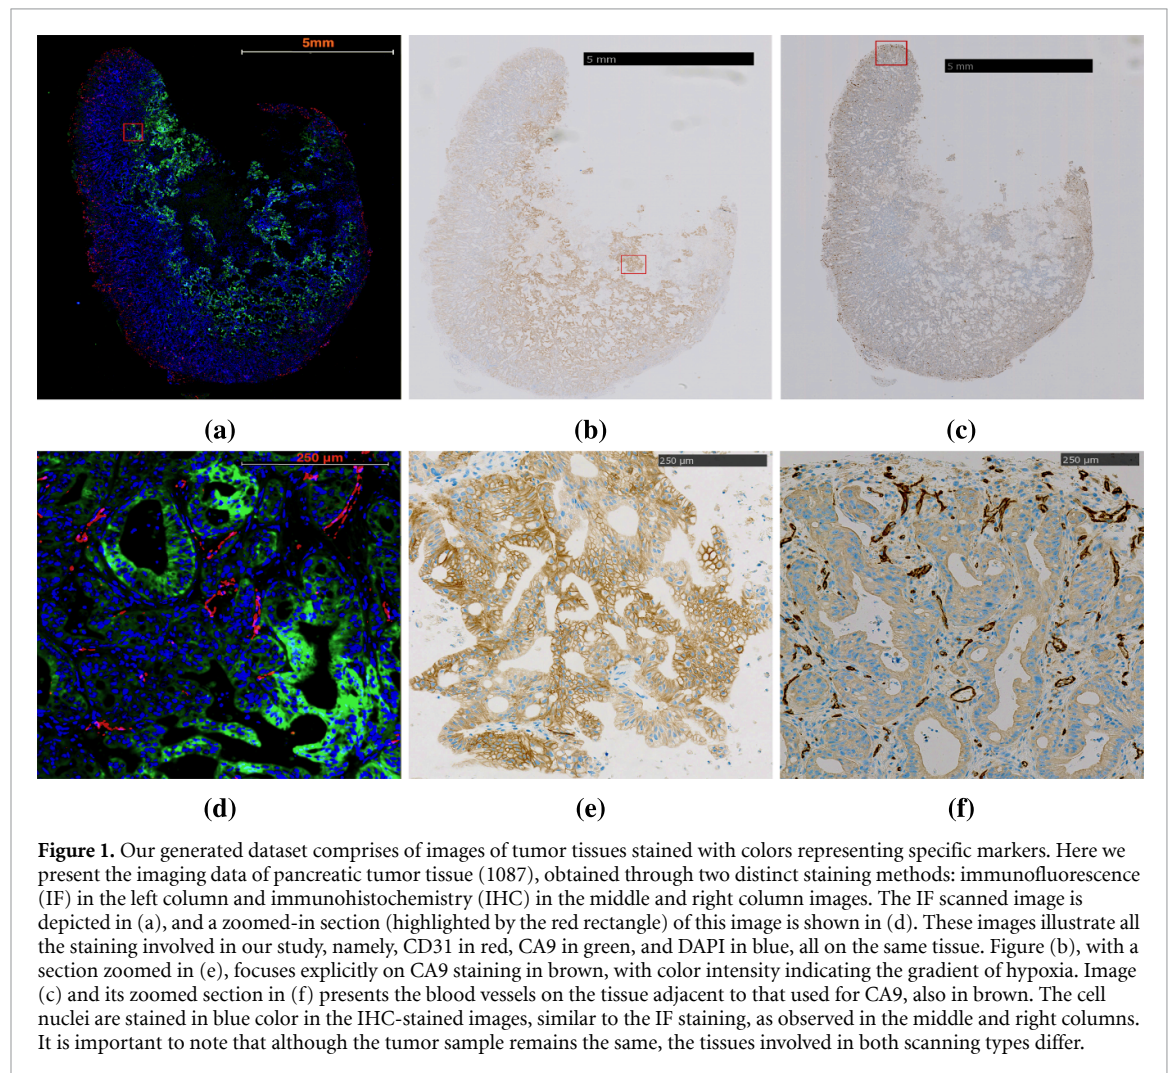 5mm
5 mm
5 mm
(a)
(b)
(c)
250 µm
250 µm
250 µm
(d)
(e)
(f)
Figure 1. Our generated dataset comprises of images of tumor tissues stained with colors representing specific markers. Here we
present the imaging data of pancreatic tumor tissue (1087), obtained through two distinct staining methods: immunofluorescence
(IF) in the left column and immunohistochemistry (IHC) in the middle and right column images. The IF scanned image is
depicted in (a), and a zoomed-in section (highlighted by the red rectangle) of this image is shown in (d). These images illustrate all
the staining involved in our study, namely, CD31 in red, CA9 in green, and DAPI in blue, all on the same tissue. Figure (b), with a
section zoomed in (e), focuses explicitly on CA9 staining in brown, with color intensity indicating the gradient of hypoxia. Image
(c) and its zoomed section in (f) presents the blood vessels on the tissue adjacent to that used for CA9, also in brown. The cell
nuclei are stained in blue color in the IHC-stained images, similar to the IF staining, as observed in the middle and right columns.
It is important to note that although the tumor sample remains the same, the tissues involved in both scanning types differ.